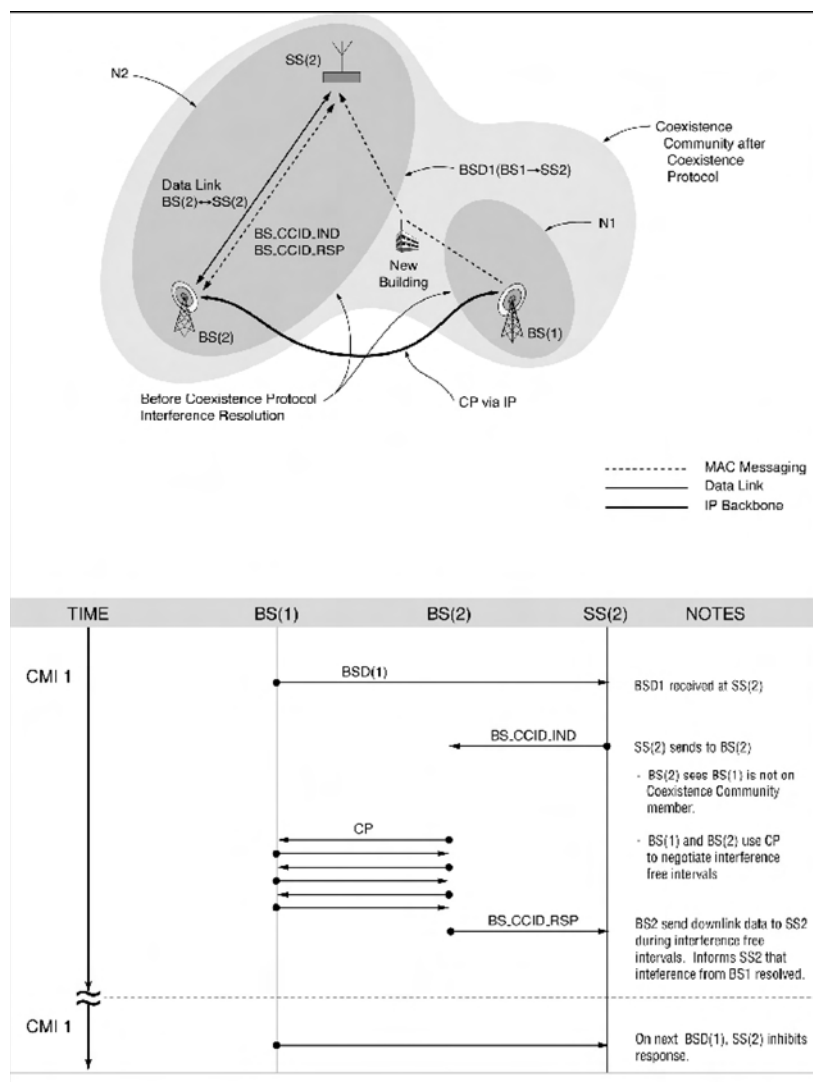 SS(2)
N2
Coexistence
Community after
Coexistence
Protocol
BSD1(BS1→SS2)
Data Link
BS(2)↔SS(2)
N1
BS_CCID_IND
BS_CCID_RSP
New
Building
BS(2)
BS(1)
Before Coexistence Protocol
Interference Resolution
CP via IP
MAC Messaging
Data Link
IP Backbone
TIME BS(1) BS(2) SS(2) NOTES
CMI 1
BSD(1)
BSD1 received at SS(2)
BS_CCID_IND
SS(2) sends to BS(2)
- BS(2) sees BS(1) is not on
Coexistence Community
member.
CP
- BS(1) and BS(2) use CP
to negotiate interference
free intervals
BS_CCID_RSP
BS2 send downlink data to SS2
during interference free
intervals. Informs SS2 that
inteference from BS1 resolved.
CMI 1
On next BSD(1), SS(2) inhibits
response.